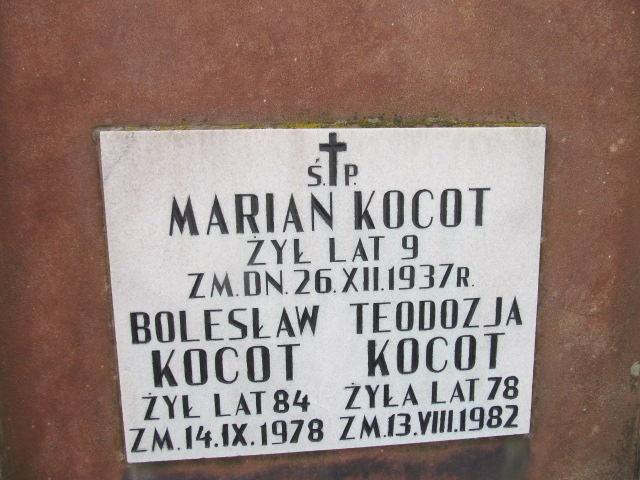 Ś.P.
MARIAN KOCOT
ŻYŁ LAT 9
ZM.DN.26.XII.1937R.
BOLESŁAW
KOCOT
ŻYŁ LAT 84
ZM.14.IX.1978
TEODOZJA
KOCOT
ŻYŁA LAT 78
ZM.13.VIII.1982